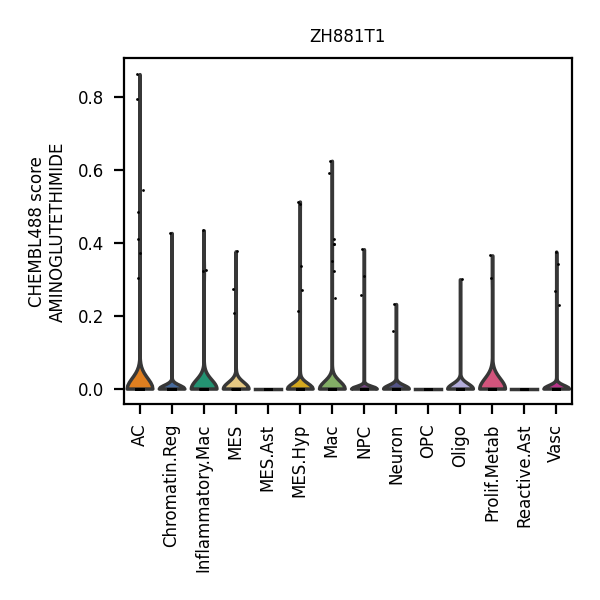 ZH881T1
CHEMBL488 score
AMINOGLUTETHIMIDE
0.8
0.6
0.4
0.2
0.0
AC
Chromatin.Reg
Inflammatory.Mac
MES
MES.Ast
MES.Hyp
Mac
NPC
Neuron
OPC
Oligo
Prolif.Metab
Reactive.Ast
Vasc